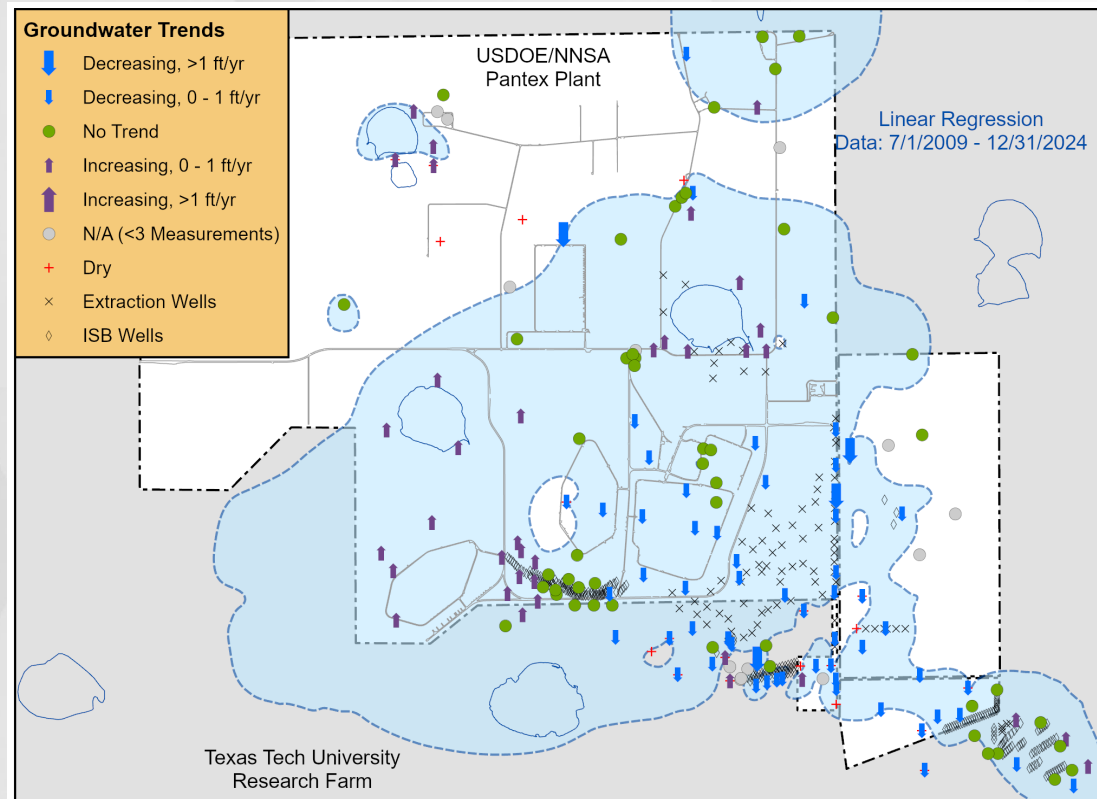 Groundwater Trends
Decreasing, >1 ft/yr
Decreasing, 0 - 1 ft/yr
No Trend
Increasing, 0 - 1 ft/yr
Increasing, >1 ft/yr
N/A (<3 Measurements)
Dry
Extraction Wells
ISB Wells
USDOE/NNSA
Pantex Plant
Linear Regression
Data: 7/1/2009 - 12/31/2024
Texas Tech University
Research Farm